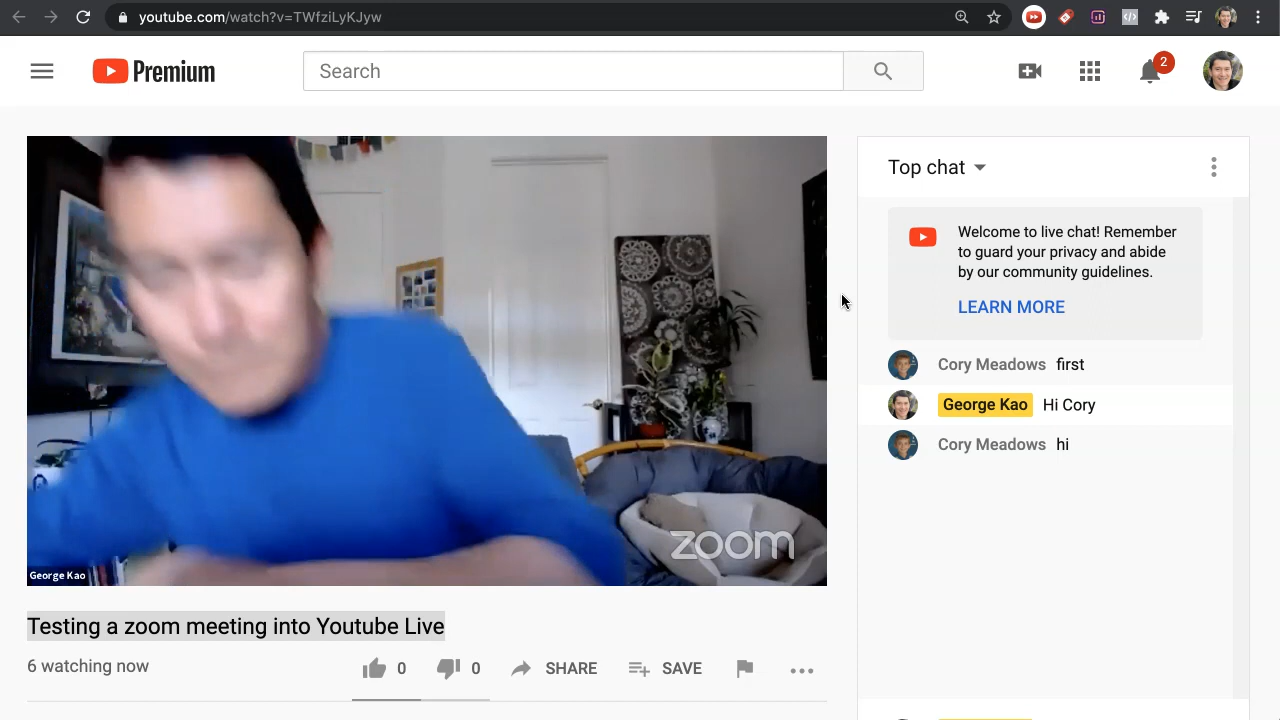 youtube.com/watch?v=TWfziLyKJyw
Premium
Search
2
Top chat
Welcome to live chat! Remember
to guard your privacy and abide
by our community guidelines.
LEARN MORE
Cory Meadows first
George Kao Hi Cory
Cory Meadows hi
zoom
George Kao
Testing a zoom meeting into Youtube Live
6 watching now
0
0
SHARE
SAVE